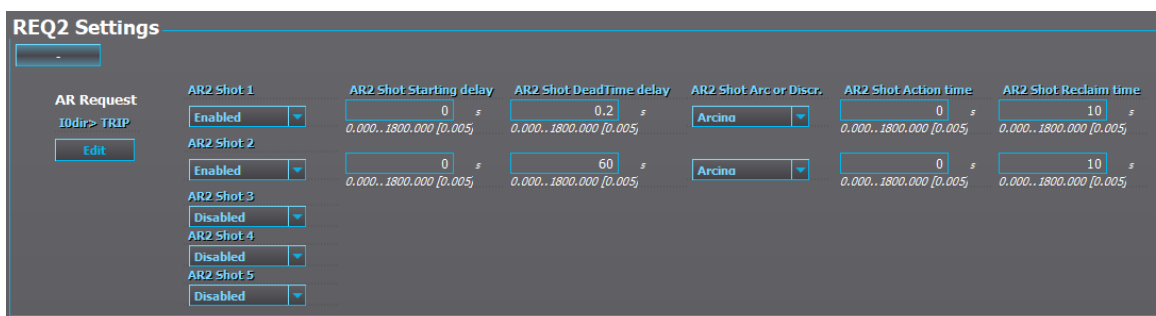 REQ2 Settings
-
AR Request
I0dir> TRIP
Edit
AR2 Shot 1 AR2 Shot Starting delay AR2 Shot DeadTime delay AR2 Shot Arc or Discr. AR2 Shot Action time AR2 Shot Reclaim time
Enabled 0 s 0.2 s Arcing 0 s 10 s
0.000..1800.000 [0.005] 0.000..1800.000 [0.005] 0.000..1800.000 [0.005] 0.000..1800.000 [0.005]
AR2 Shot 2
Enabled 0 s 60 s Arcing 0 s 10 s
0.000..1800.000 [0.005] 0.000..1800.000 [0.005] 0.000..1800.000 [0.005] 0.000..1800.000 [0.005]
AR2 Shot 3
Disabled
AR2 Shot 4
Disabled
AR2 Shot 5
Disabled